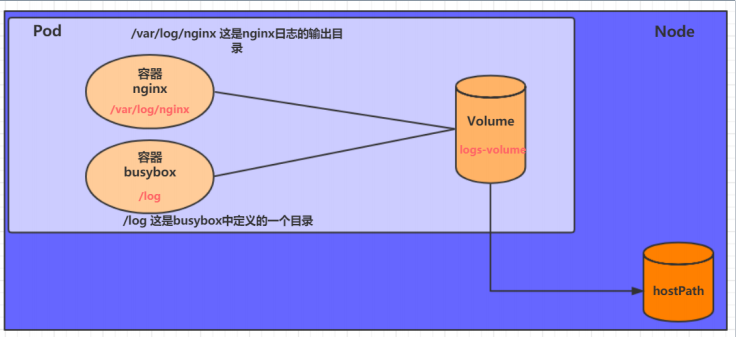 Pod
/var/log/nginx 这是nginx日志的输出目
录
Node
容器
nginx
/var/log/nginx
Volume
logs-volume
容器
busybox
/log
/log 这是busybox中定义的一个目录
hostPath